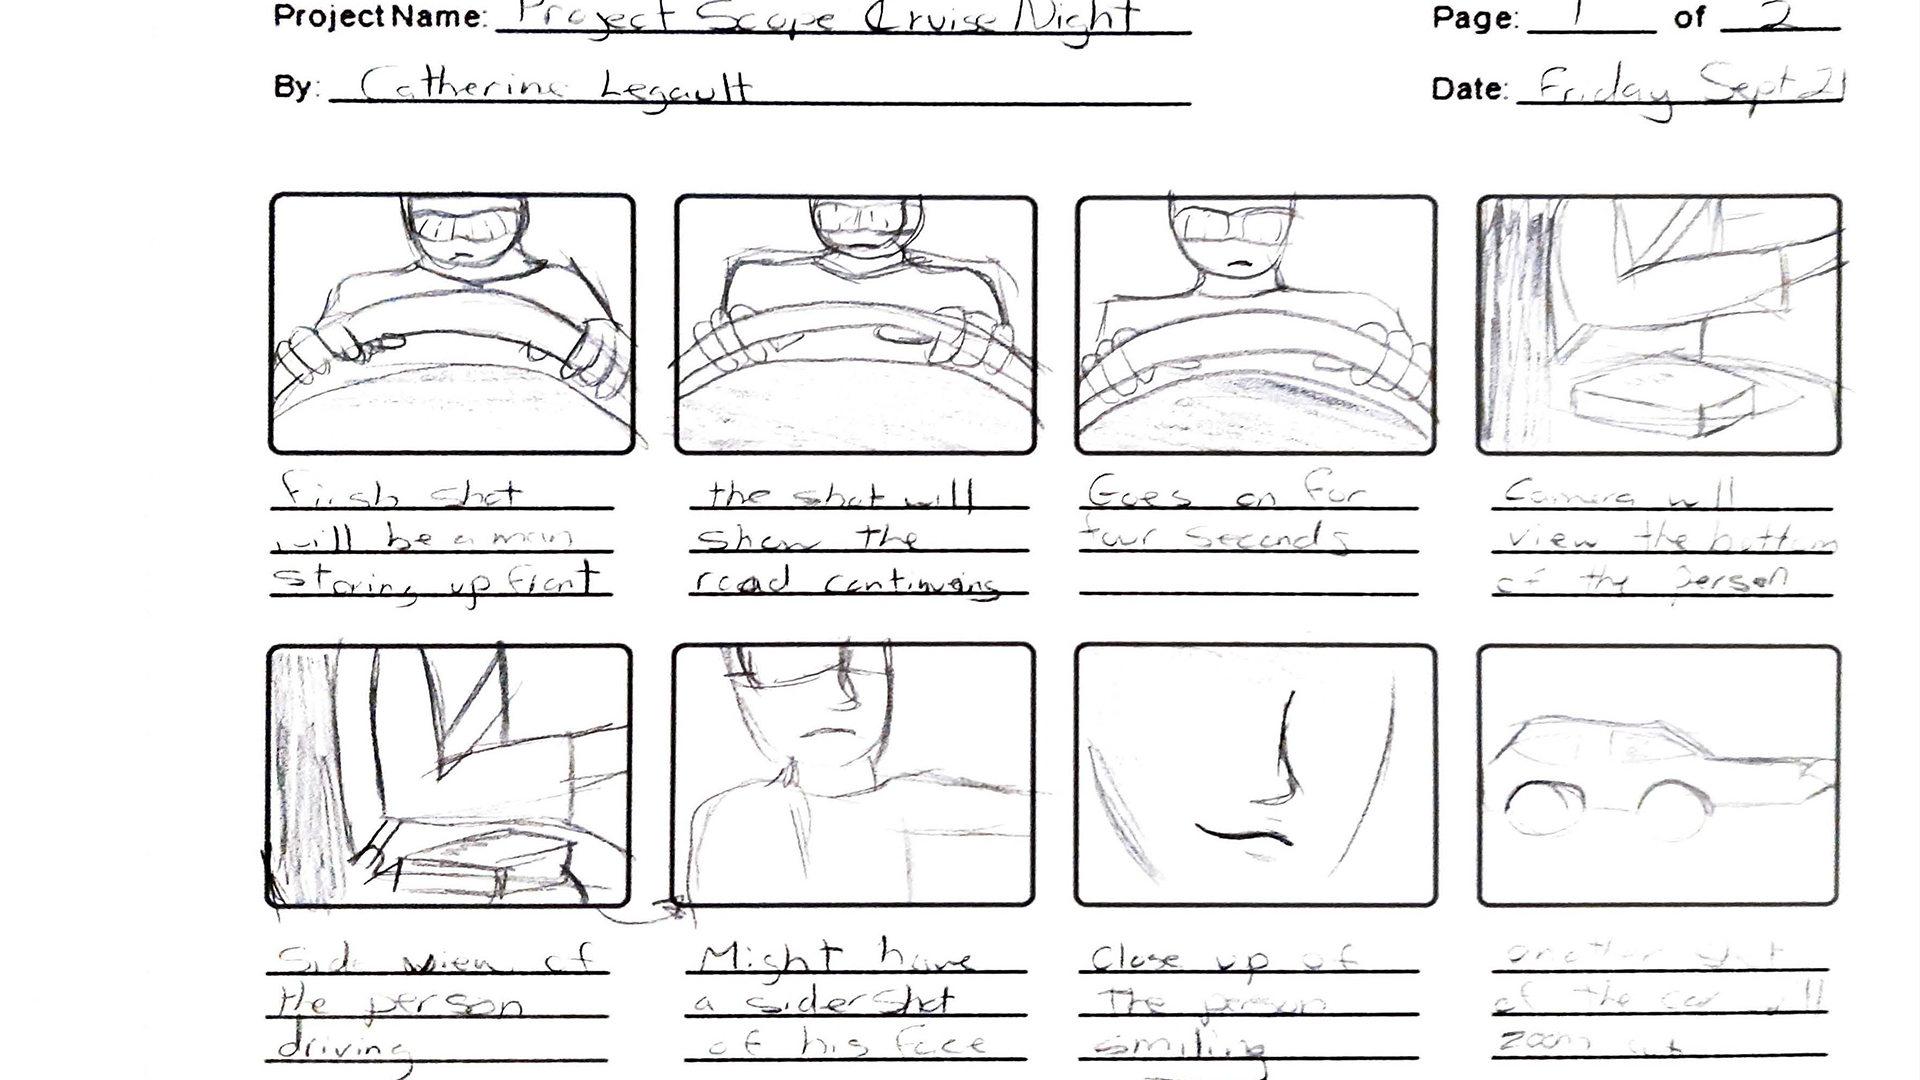 Project Name: Project Scope Cruise Night
Page: 1 of 2
By: Catherine Legault
Date: Friday Sept 21
first shot
will be a man
staring up front
the shot will
show the
road continuing
Goes on for
four seconds
Camera will
view the bottom
of the person
Side view of
the person
driving
Might have
a sider shot
of his face
Close up of
The person
smiling
another shot
of the car will
zoom